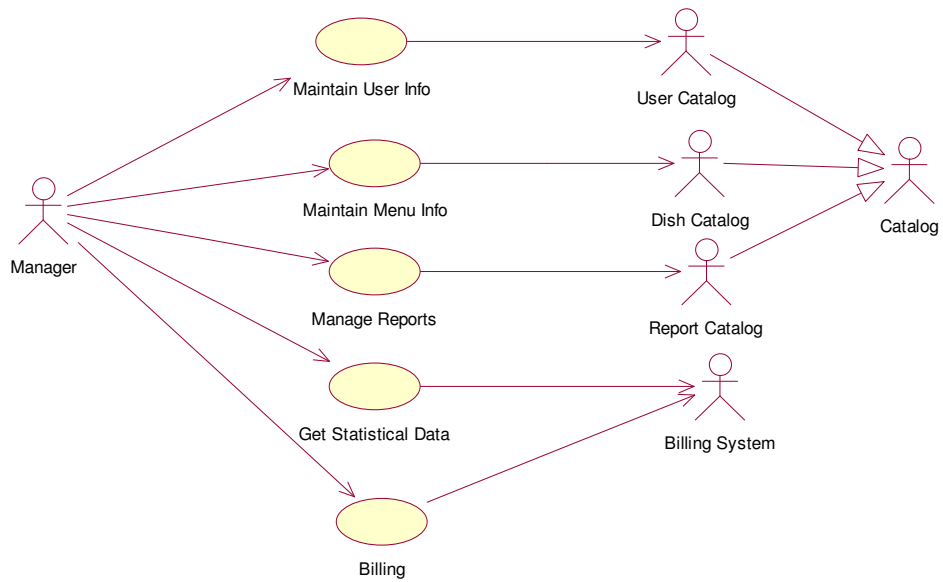 Maintain User Info
User Catalog
Maintain Menu Info
Dish Catalog
Catalog
Manager
Manage Reports
Report Catalog
Get Statistical Data
Billing System
Billing